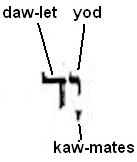 daw-let yod
יָד
kaw-mates